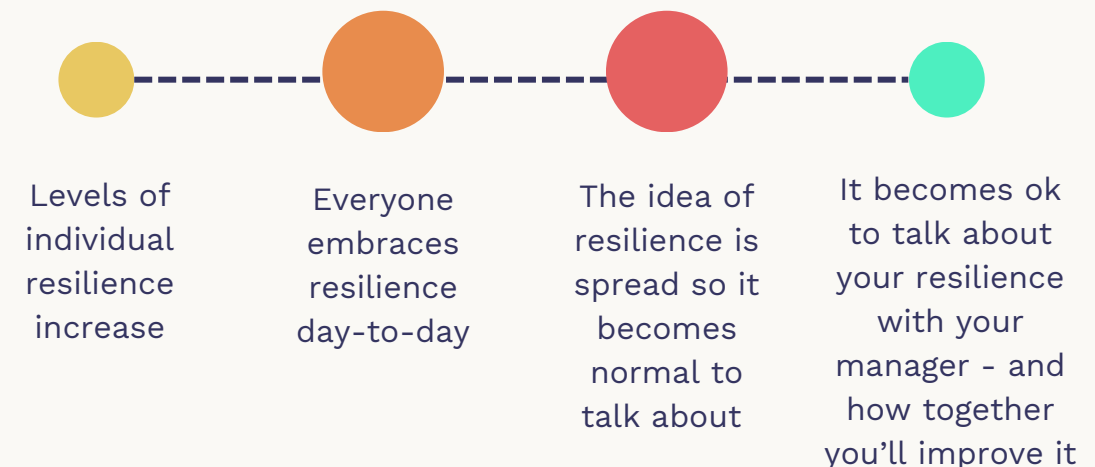 Levels of
individual
resilience
increase
Everyone
embraces
resilience
day-to-day
The idea of
resilience is
spread so it
becomes
normal to
talk about
It becomes ok
to talk about
your resilience
with your
manager - and
how together
you'll improve it